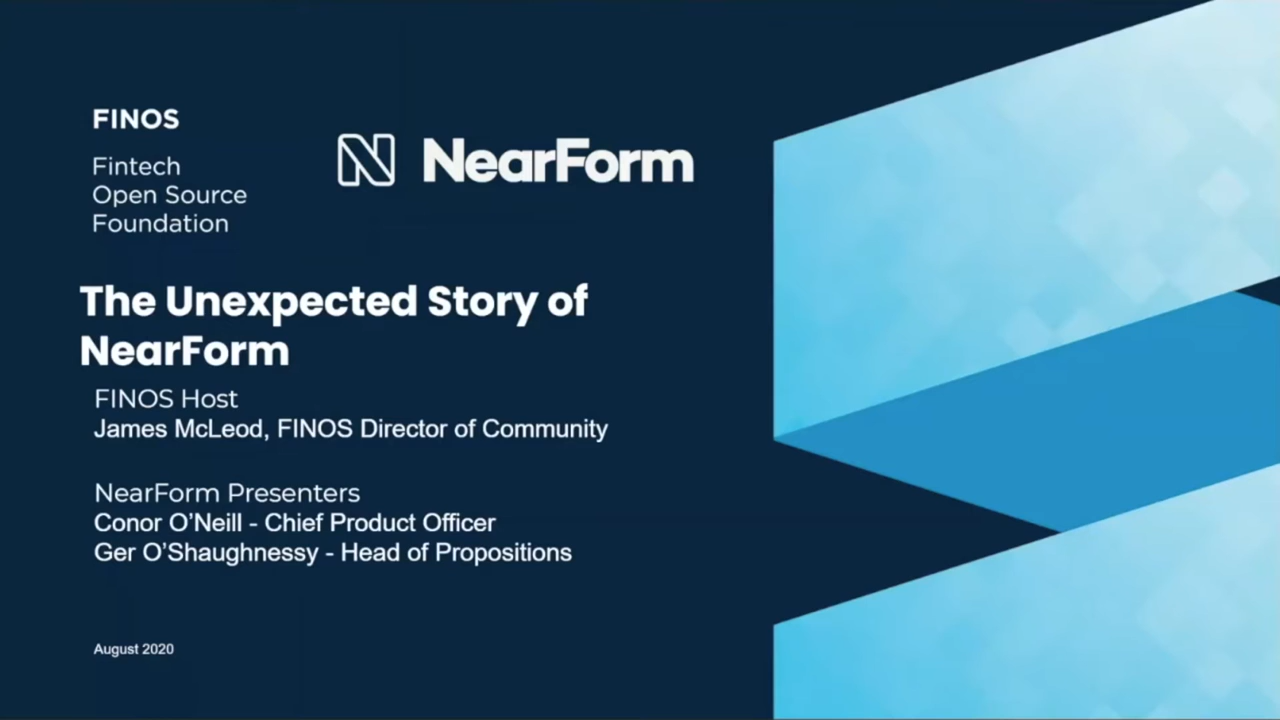 FINOS
Fintech
Open Source
Foundation
NearForm
The Unexpected Story of
NearForm
FINOS Host
James McLeod, FINOS Director of Community
NearForm Presenters
Conor O'Neill - Chief Product Officer
Ger O'Shaughnessy - Head of Propositions
August 2020